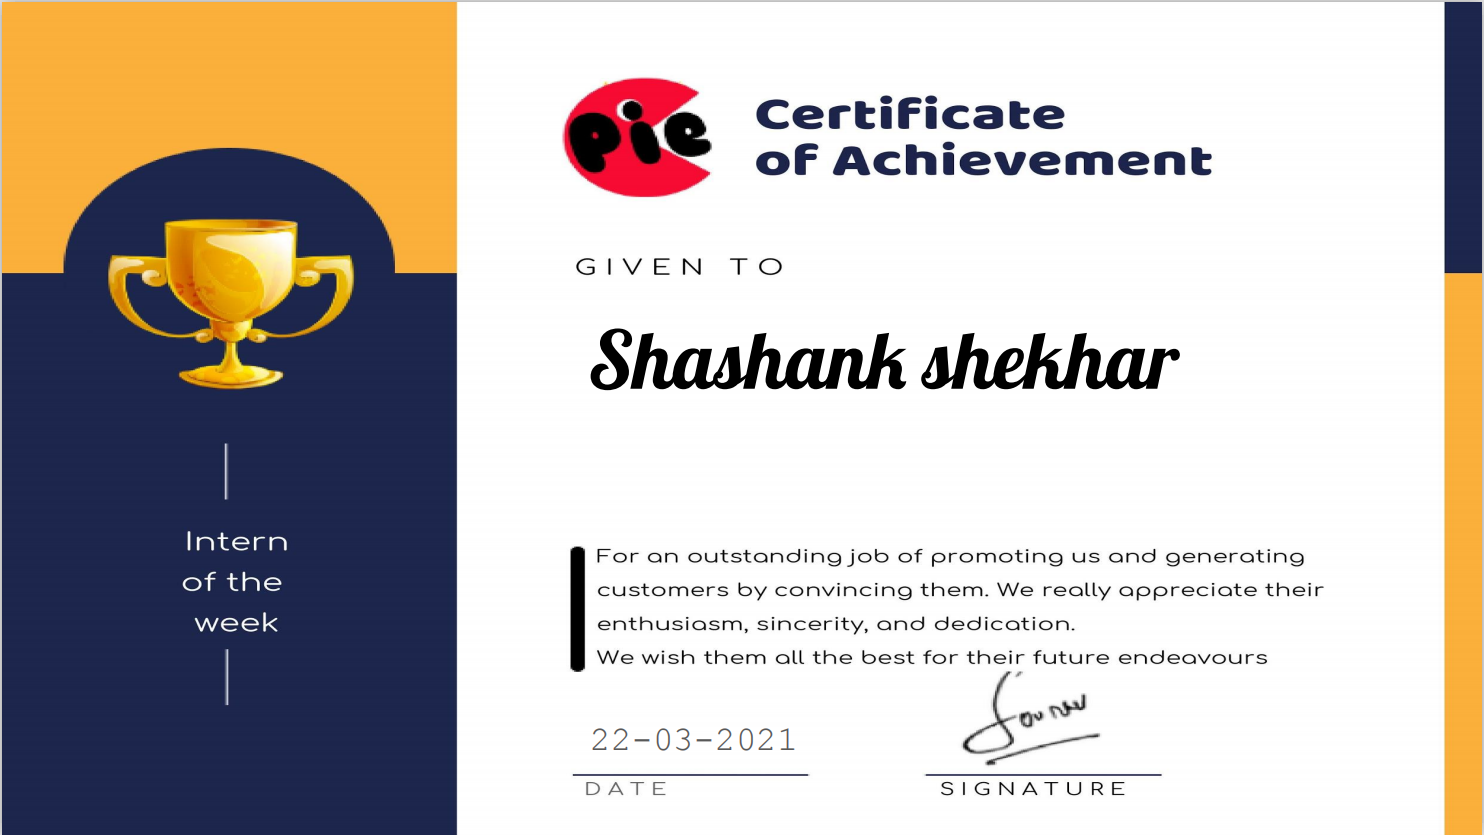 pie
Certificate
of Achievement
GIVEN TO
Shashank shekhar
Intern
of the
week
For an outstanding job of promoting us and generating
customers by convincing them. We really appreciate their
enthusiasm, sincerity, and dedication.
We wish them all the best for their future endeavours
22-03-2021
DATE
SIGNATURE